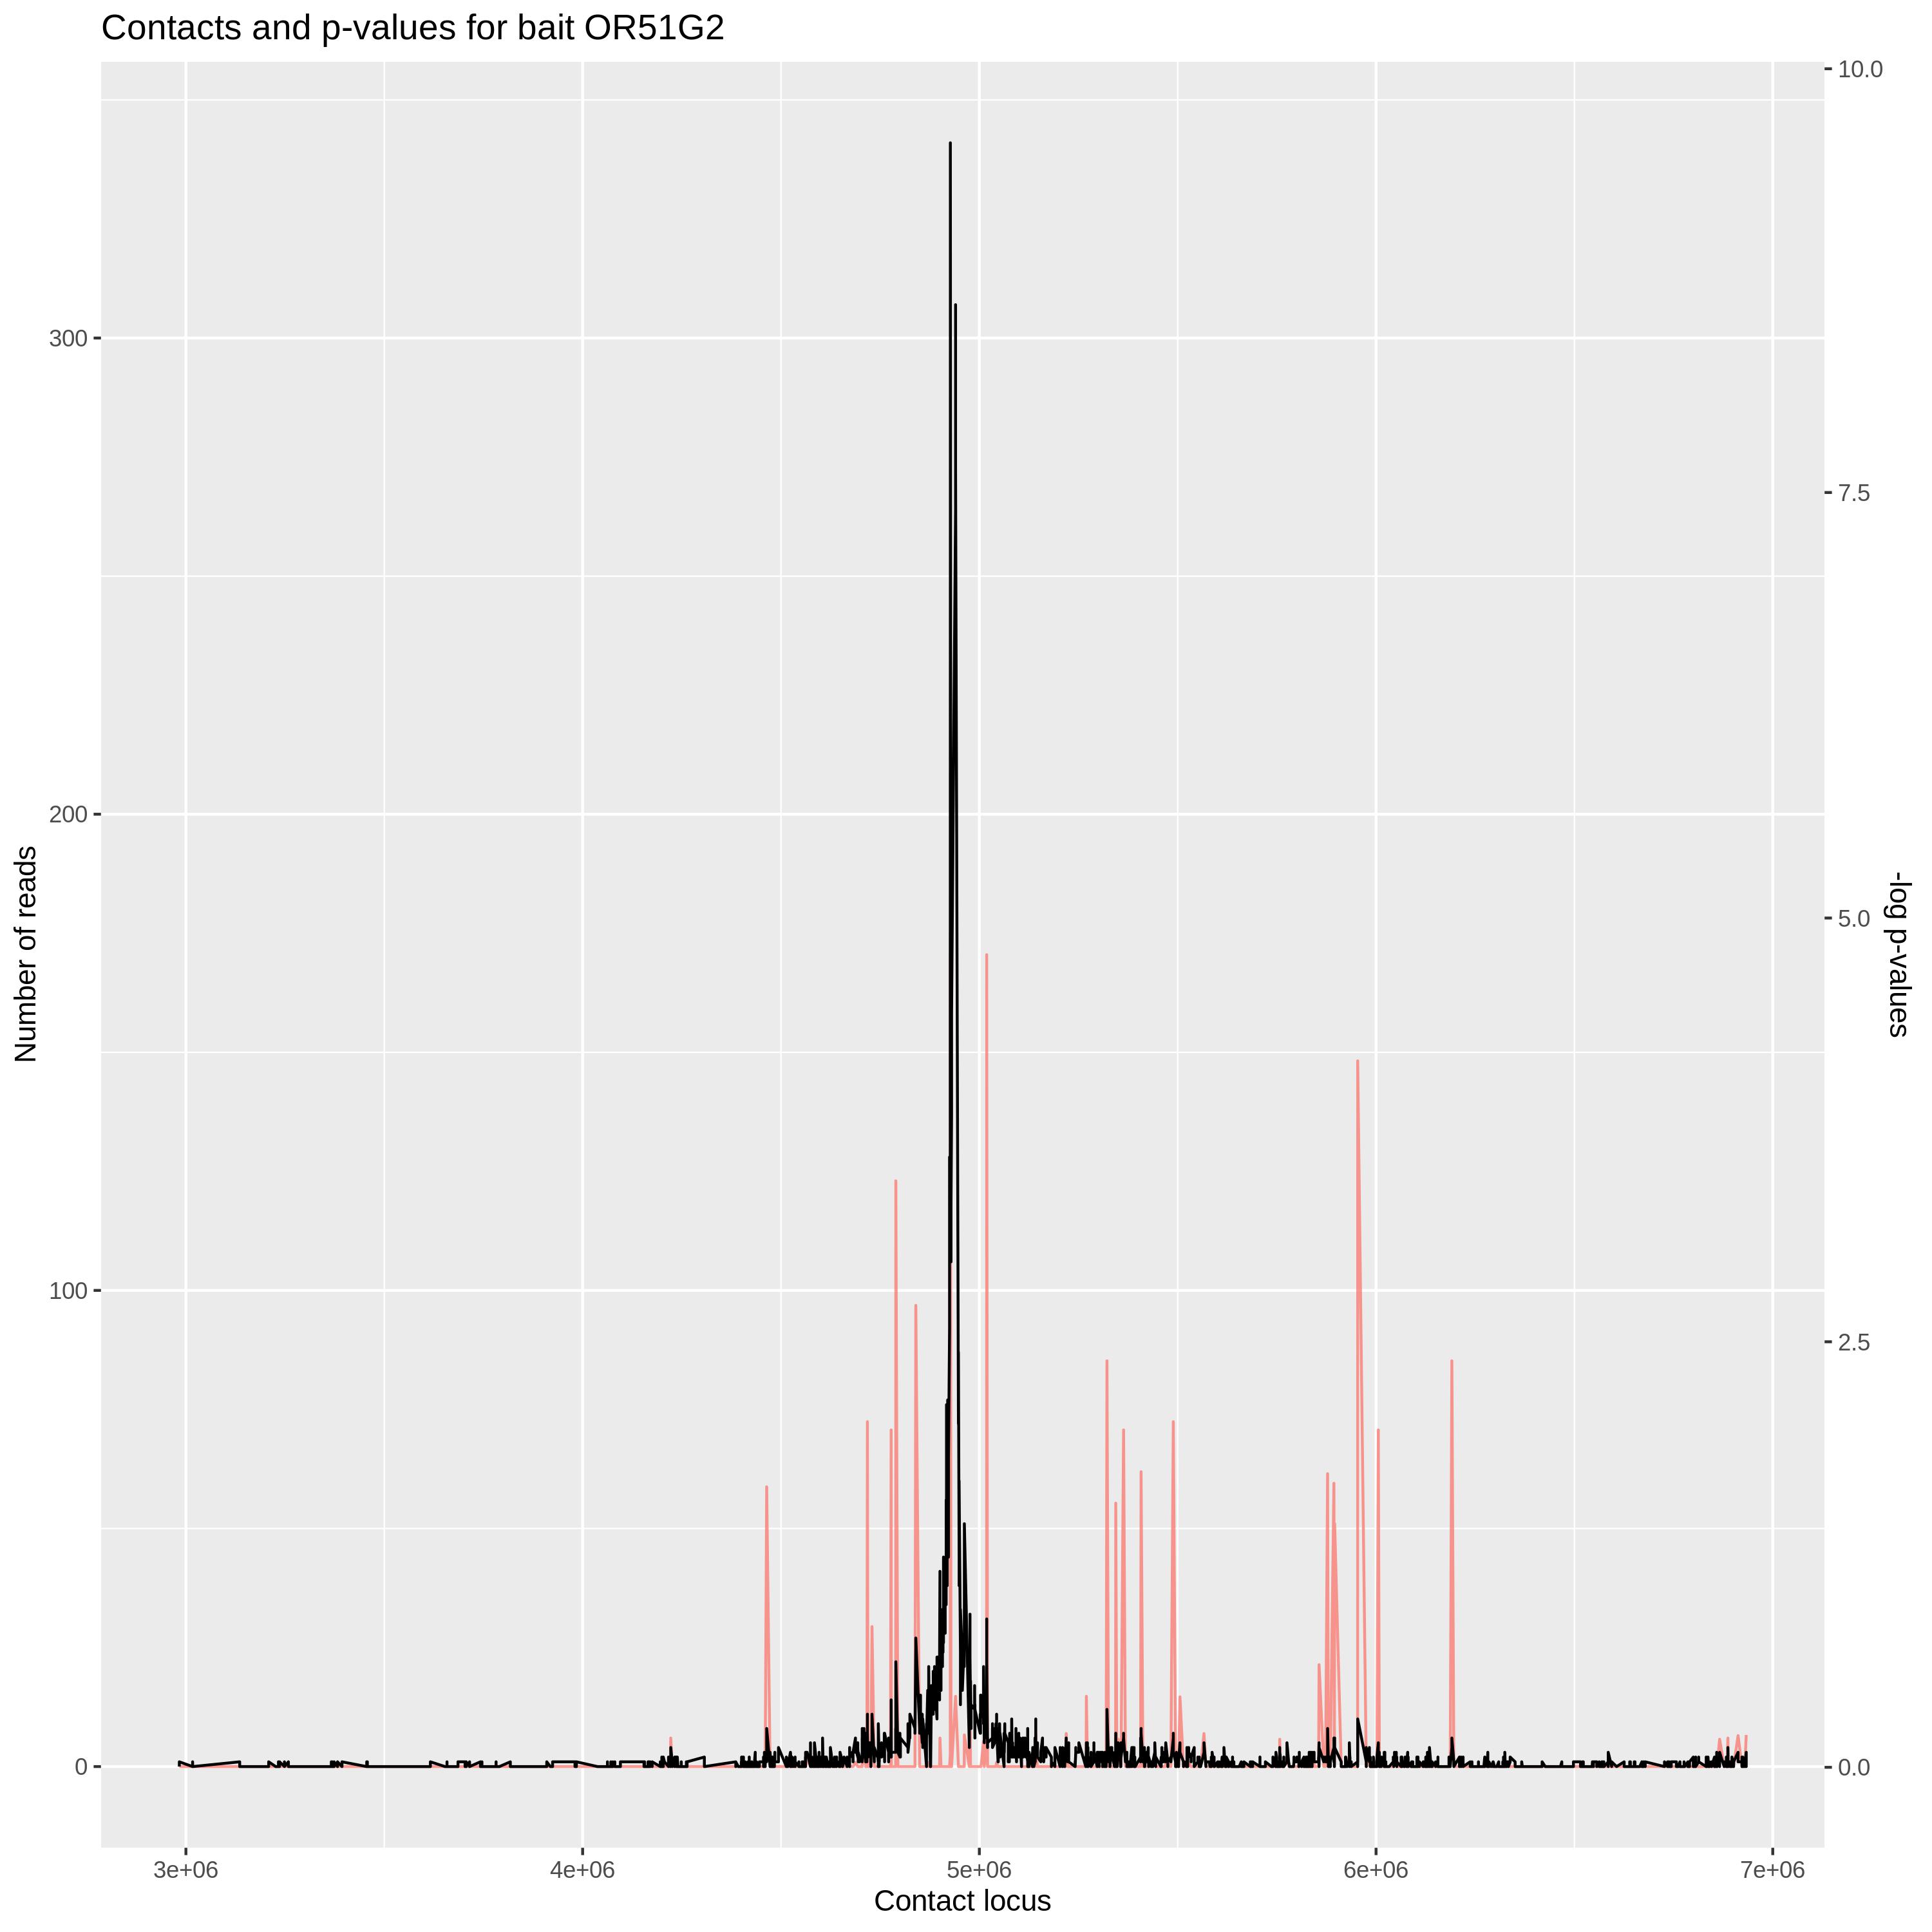 Contacts and p-values for bait OR51G2
10.0
300
7.5
200
Number of reads
5.0
-log p-values
100
2.5
0
0.0
3e+06
4e+06
5e+06
6e+06
7e+06
Contact locus